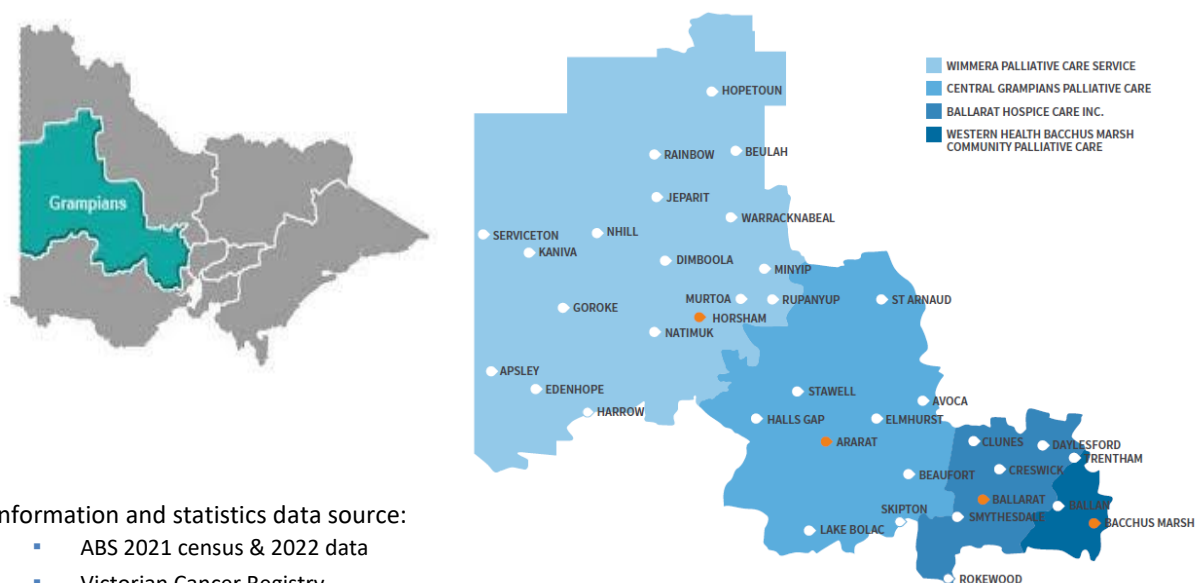 Grampians
WIMMERA PALLIATIVE CARE SERVICE
CENTRAL GRAMPIANS PALLIATIVE CARE
BALLARAT HOSPICE CARE INC.
WESTERN HEALTH BACCHUS MARSH
COMMUNITY PALLIATIVE CARE
HOPETOUN
RAINBOW
BEULAH
JEPARIT
WARRACKNABEAL
SERVICETON
NHILL
KANIVA
DIMBOOLA
MINYIP
GOROKE
MURTOA
RUPANYUP
ST ARNAUD
HORSHAM
NATIMUK
APSLEY
EDENHOPE
HARROW
STAWELL
AVOCA
HALLS GAP
ELMHURST
ARARAT
CLUNES
DAYLESFORD
TRENTHAM
CRESWICK
BEAUFORT
BALLARAT
BALLAN
SKIPTON
SMYTHESDALE
BACCHUS MARSH
LAKE BOLAC
ROKEWOOD
nformation and statistics data source:
▪ ABS 2021 census & 2022 data
▪ Victorian Cancer Registry